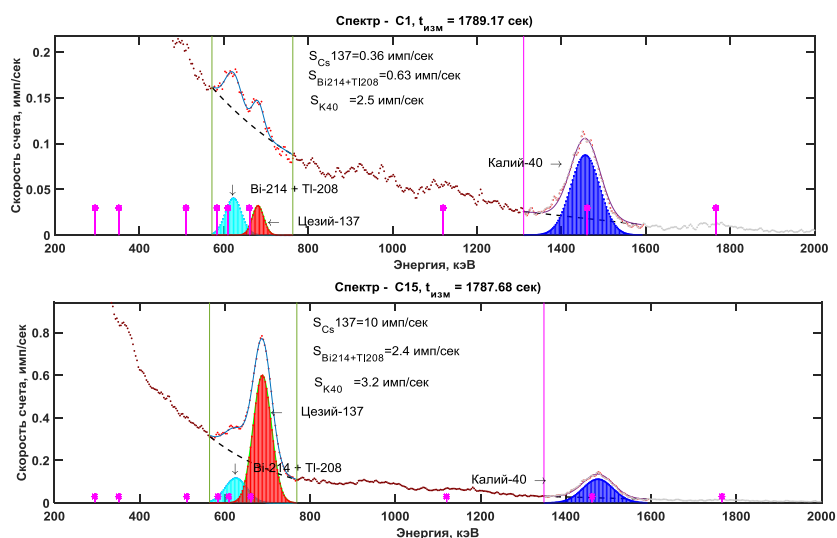 Спектр - C1, tизм = 1789.17 сек)
Скорость счета, имп/сек
0.2
0.15
0.1
0.05
0
SCs137=0.36 имп/сек
SBi214+Tl208=0.63 имп/сек
SK40 =2.5 имп/сек
Калий-40 →
↓ Bi-214 + Tl-208
← Цезий-137
200 400 600 800 1000 1200 1400 1600 1800 2000
Энергия, кэВ
Спектр - C15, tизм = 1787.68 сек)
Скорость счета, имп/сек
0.8
0.6
0.4
0.2
0
SCs137=10 имп/сек
SBi214+Tl208=2.4 имп/сек
SK40 =3.2 имп/сек
← Цезий-137
↓ Bi-214 + Tl-208
Калий-40 →
200 400 600 800 1000 1200 1400 1600 1800 2000
Энергия, кэВ